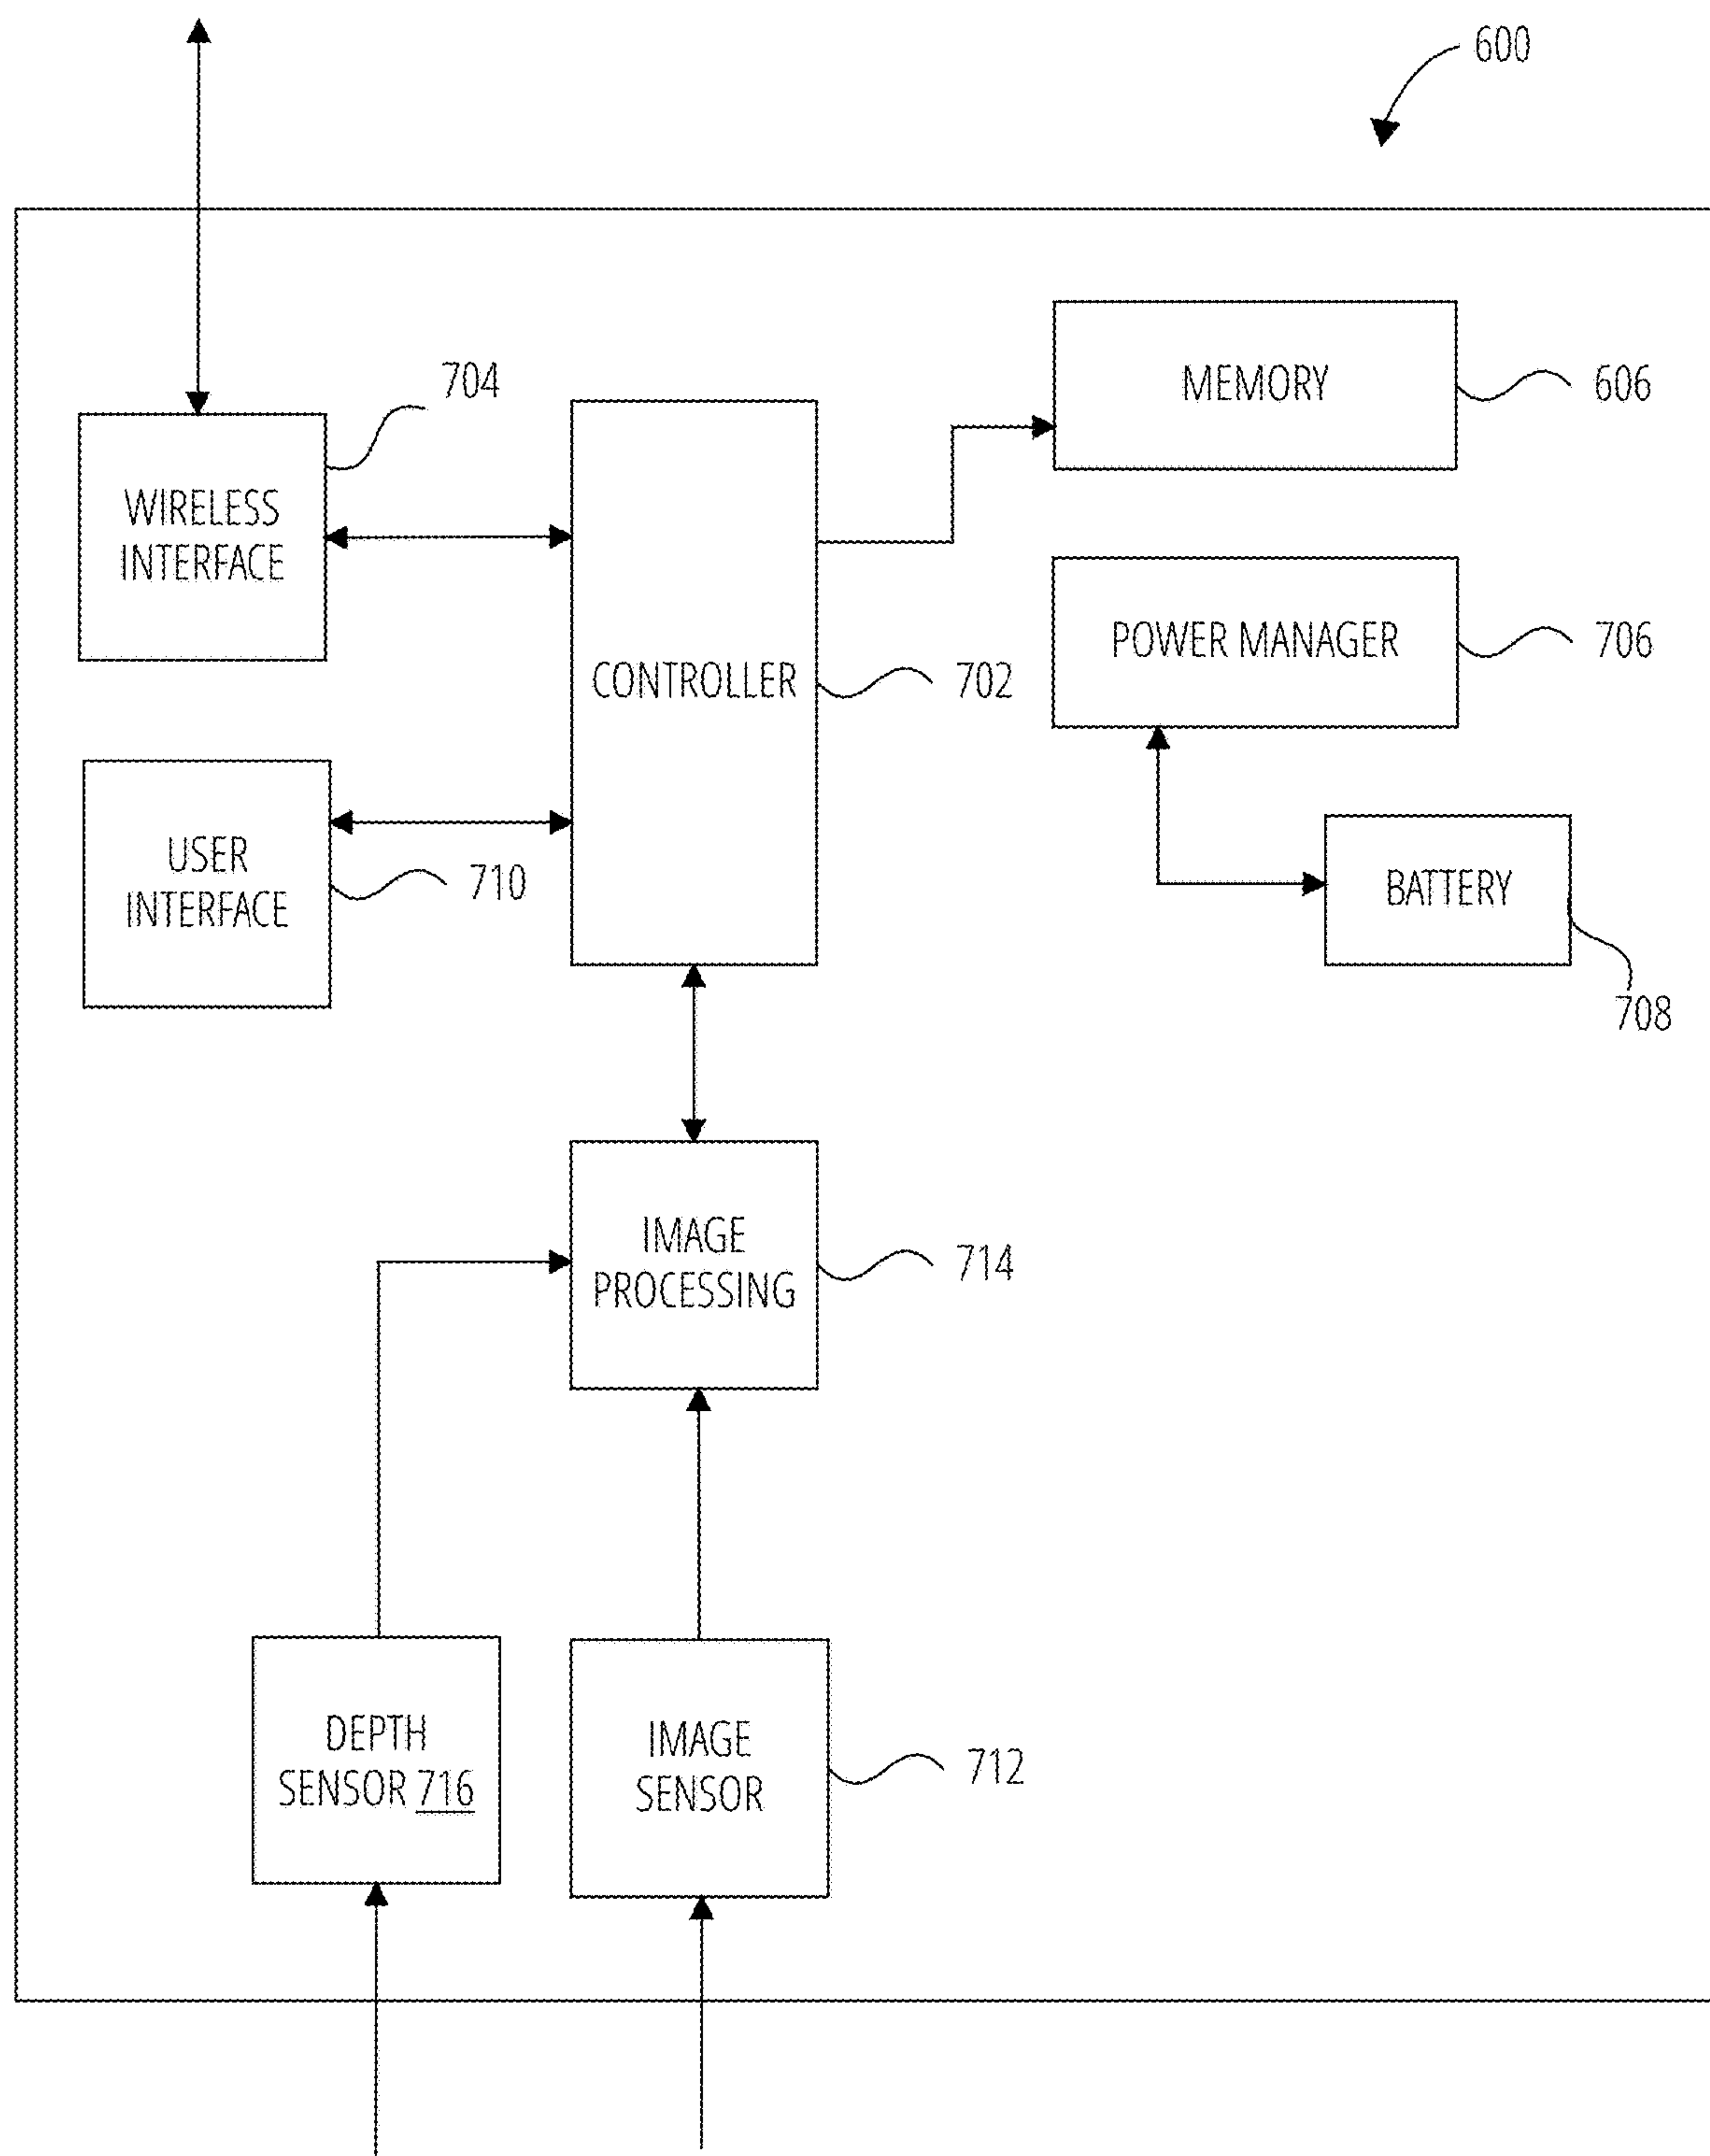 600
704
MEMORY
606
WIRELESS
INTERFACE
CONTROLLER
702
POWER MANAGER
706
USER
INTERFACE
710
BATTERY
708
IMAGE
PROCESSING
714
DEPTH
SENSOR 716
IMAGE
SENSOR
712